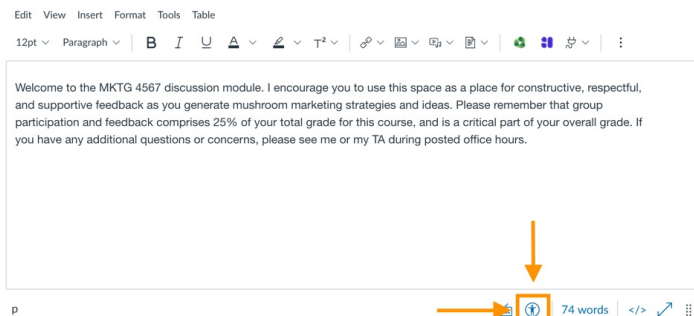 Edit View Insert Format Tools Table
12pt Paragraph B I U A T²
Welcome to the MKTG 4567 discussion module. I encourage you to use this space as a place for constructive, respectful,
and supportive feedback as you generate mushroom marketing strategies and ideas. Please remember that group
participation and feedback comprises 25% of your total grade for this course, and is a critical part of your overall grade. If
you have any additional questions or concerns, please see me or my TA during posted office hours.
p 74 words </>